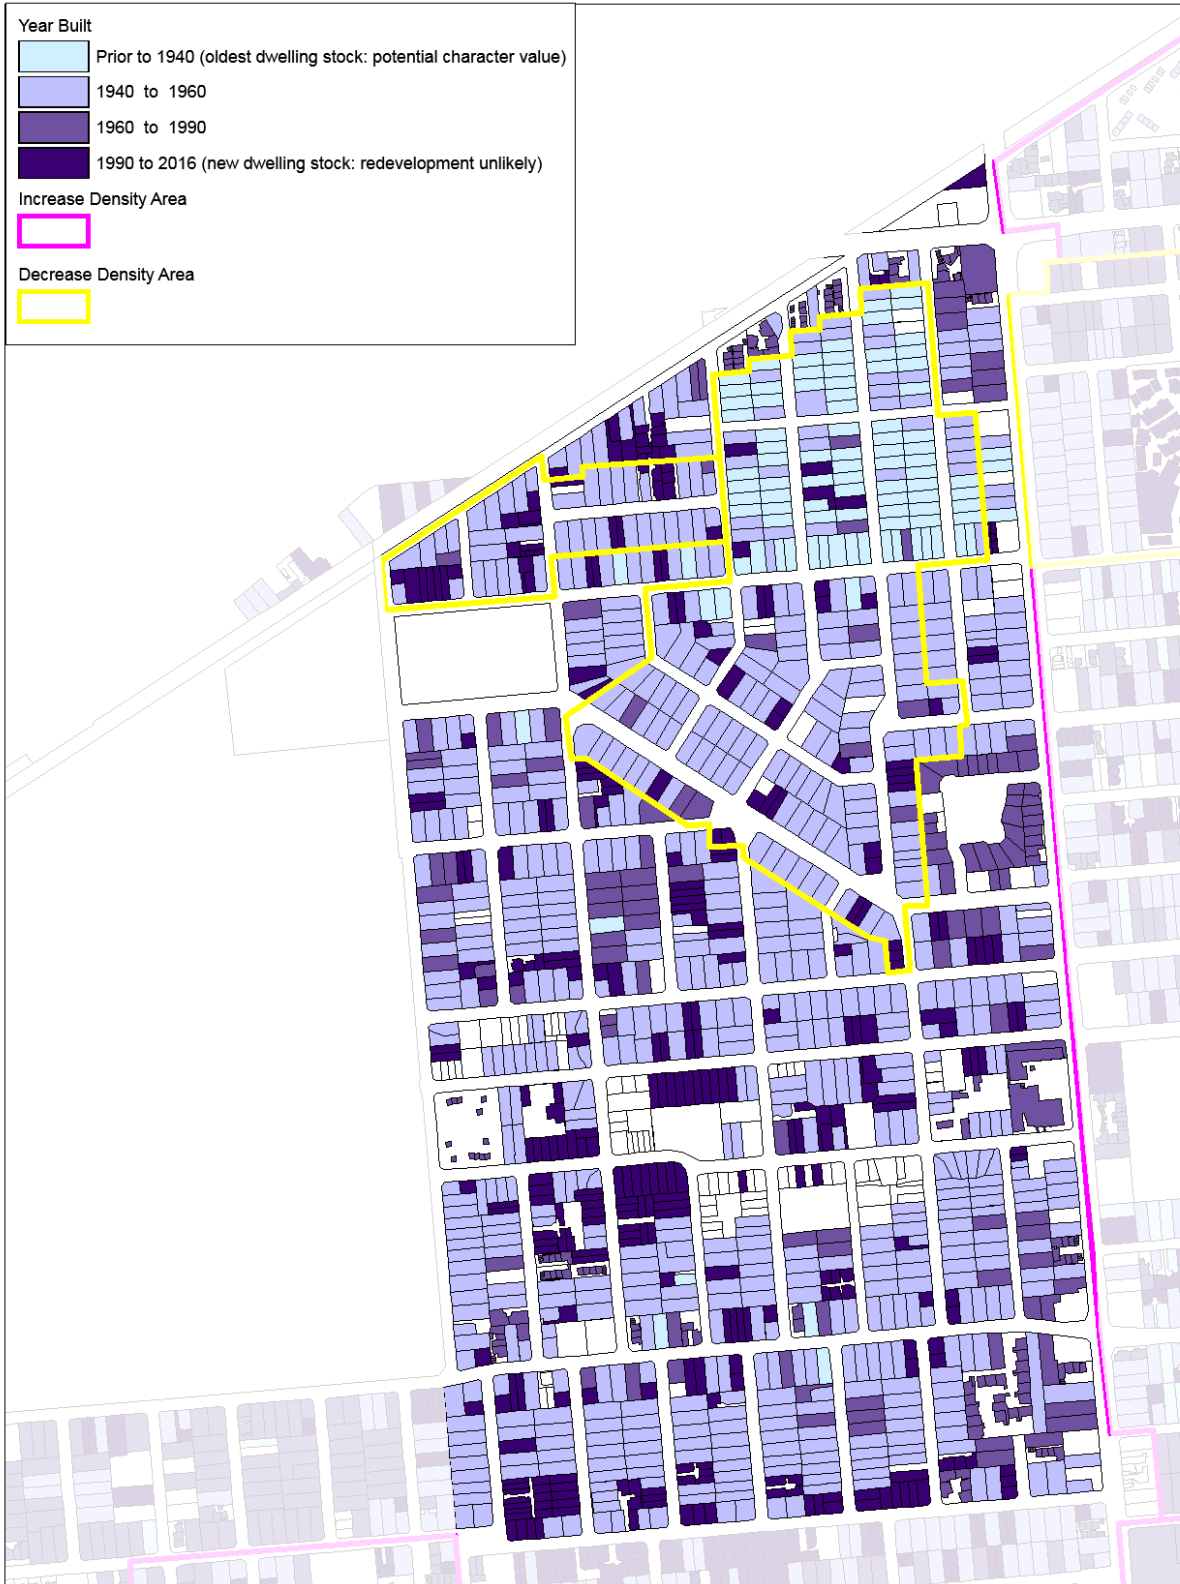 Year Built
Prior to 1940 (oldest dwelling stock: potential character value)
1940 to 1960
1960 to 1990
1990 to 2016 (new dwelling stock: redevelopment unlikely)
Increase Density Area
Decrease Density Area